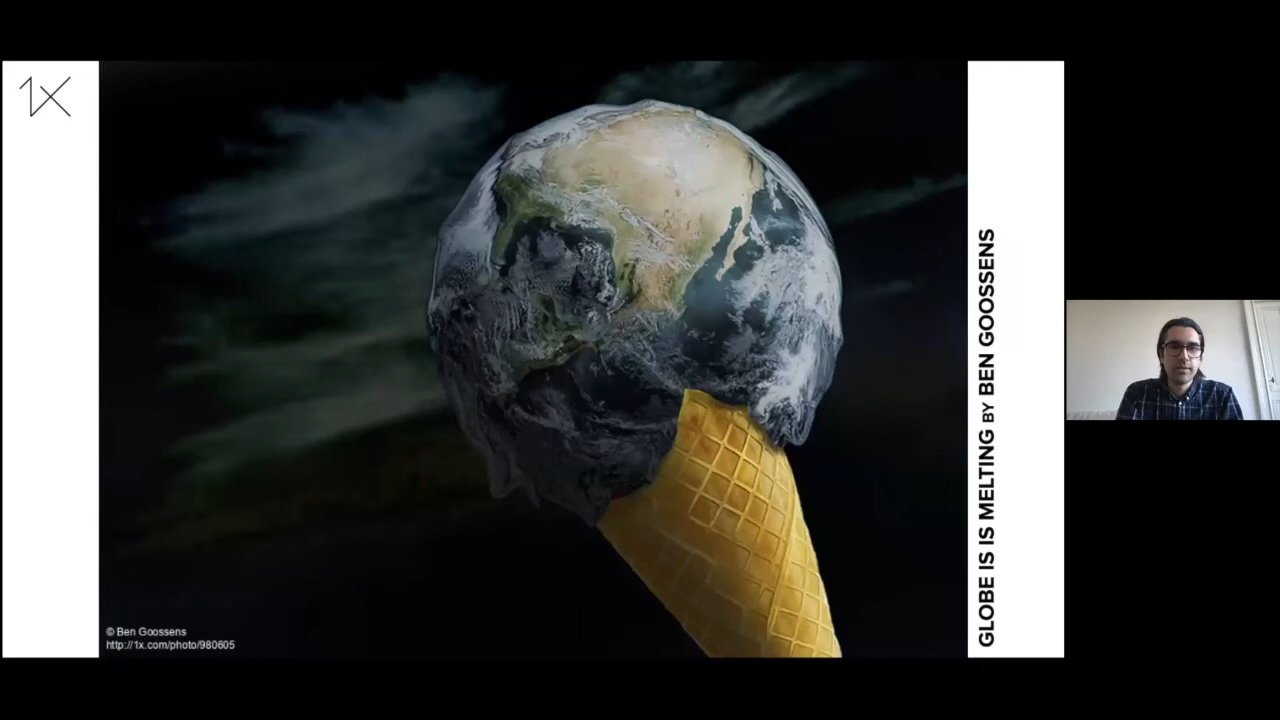 1X
GLOBE IS IS MELTING BY BEN GOOSSENS
© Ben Goossens
http://1x.com/photo/980605